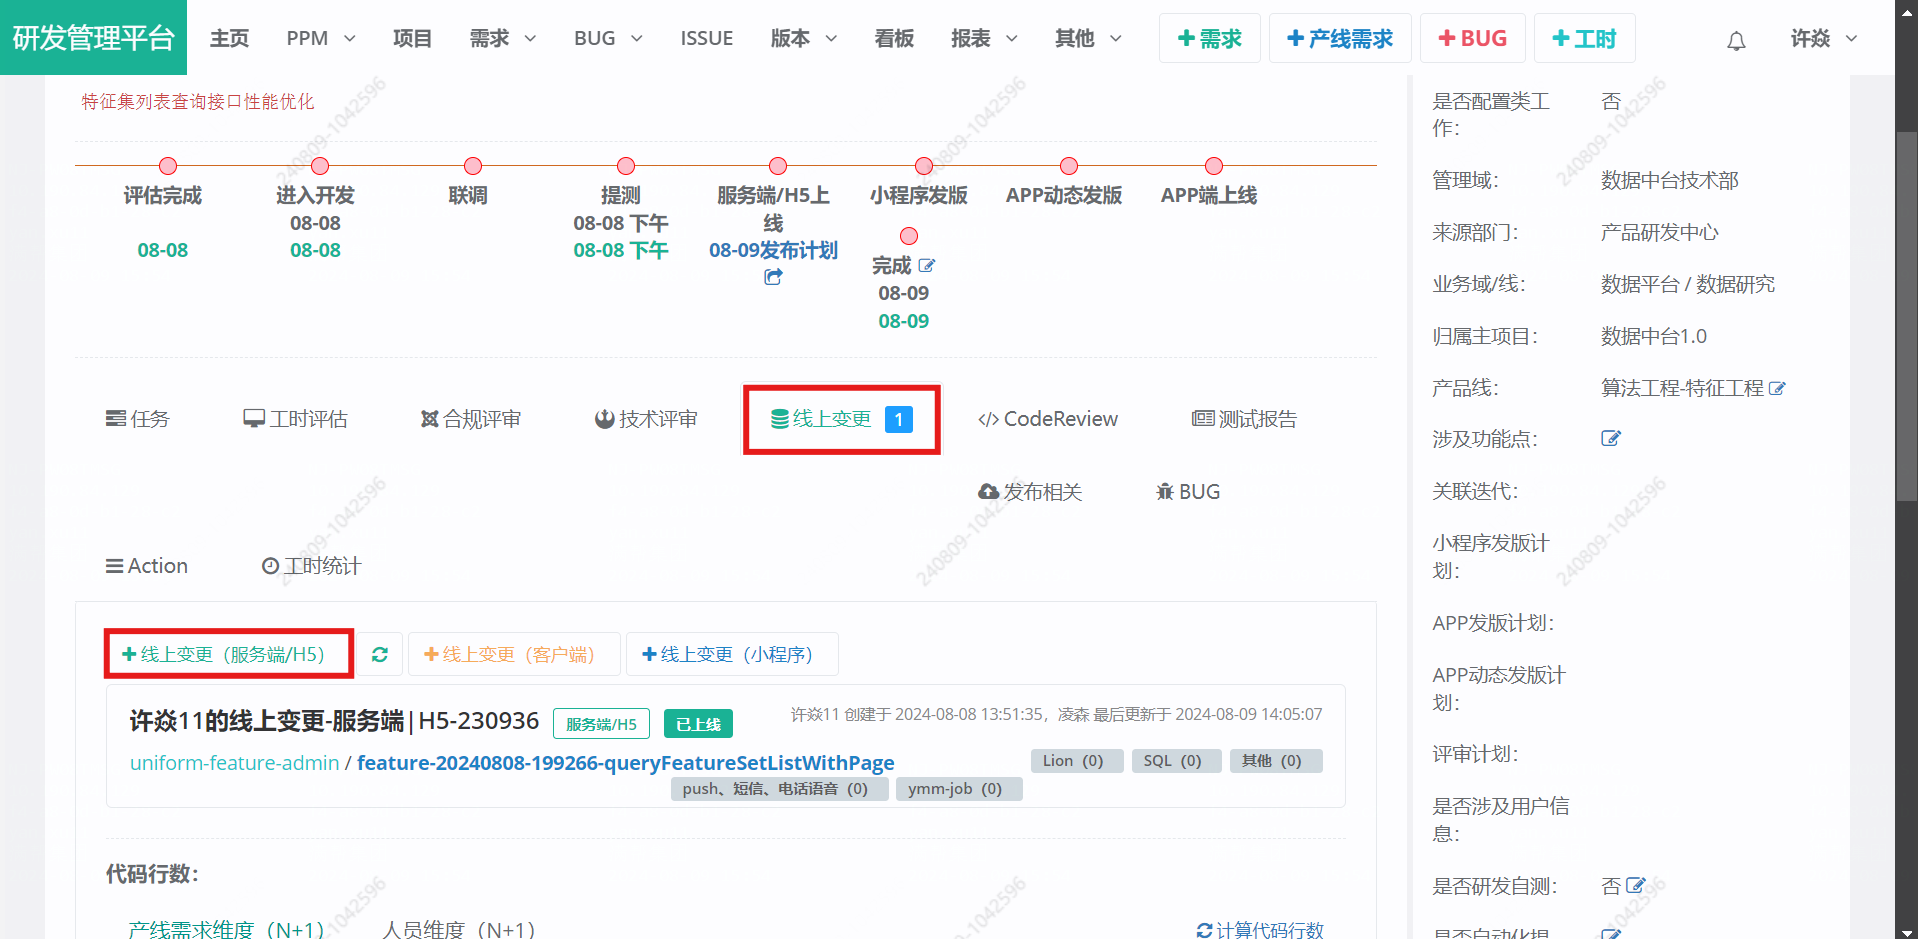 研发管理平台 主页 PPM 项目 需求 BUG ISSUE 版本 看板 报表 其他 需求 产线需求 BUG 工时 许焱
特征集列表查询接口性能优化
评估完成 进入开发 联调 提测 服务端/H5上线 小程序发版 APP动态发版 APP端上线
08-08 08-08 下午
08-08 08-08 08-08 下午 08-09发布计划
完成
08-09
08-09
任务 工时评估 合规评审 技术评审 线上变更 1 CodeReview 测试报告
发布相关 BUG
Action 工时统计
线上变更（服务端/H5） 线上变更（客户端） 线上变更（小程序）
许焱11的线上变更-服务端|H5-230936 服务端/H5 已上线 许焱11 创建于 2024-08-08 13:51:35，凌森 最后更新于 2024-08-09 14:05:07
uniform-feature-admin / feature-20240808-199266-queryFeatureSetListWithPage Lion (0) SQL (0) 其他 (0)
push、短信、电话语音 (0) ymm-job (0)
代码行数：
产线需求维度（N+1） 人员维度（N+1） 计算代码行数
是否配置类工作： 否
管理域： 数据中台技术部
来源部门： 产品研发中心
业务域/线： 数据平台 / 数据研究
归属主项目： 数据中台1.0
产品线： 算法工程-特征工程
涉及功能点：
关联迭代：
小程序发版计划：
APP发版计划：
APP动态发版计划：
评审计划：
是否涉及用户信息：
是否研发自测： 否
是否自动化提
240809-1042596
240809-1042596
240809-1042596
240809-1042596
240809-1042596
240809-1042596